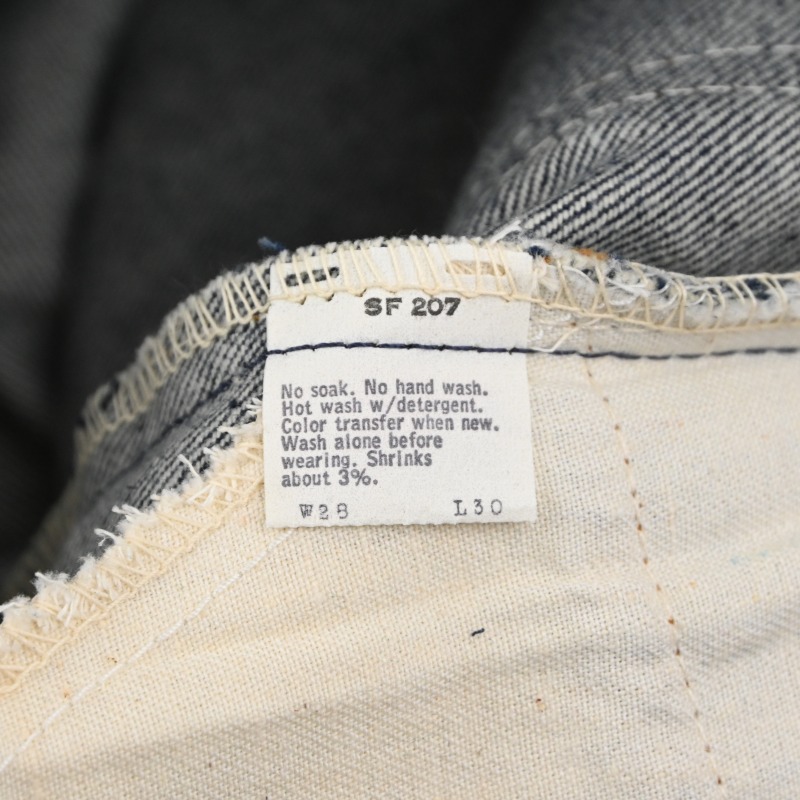 SF 207
No soak. No hand wash.
Hot wash w/detergent.
Color transfer when new.
Wash alone before
wearing. Shrinks
about 3%.
W28 L30